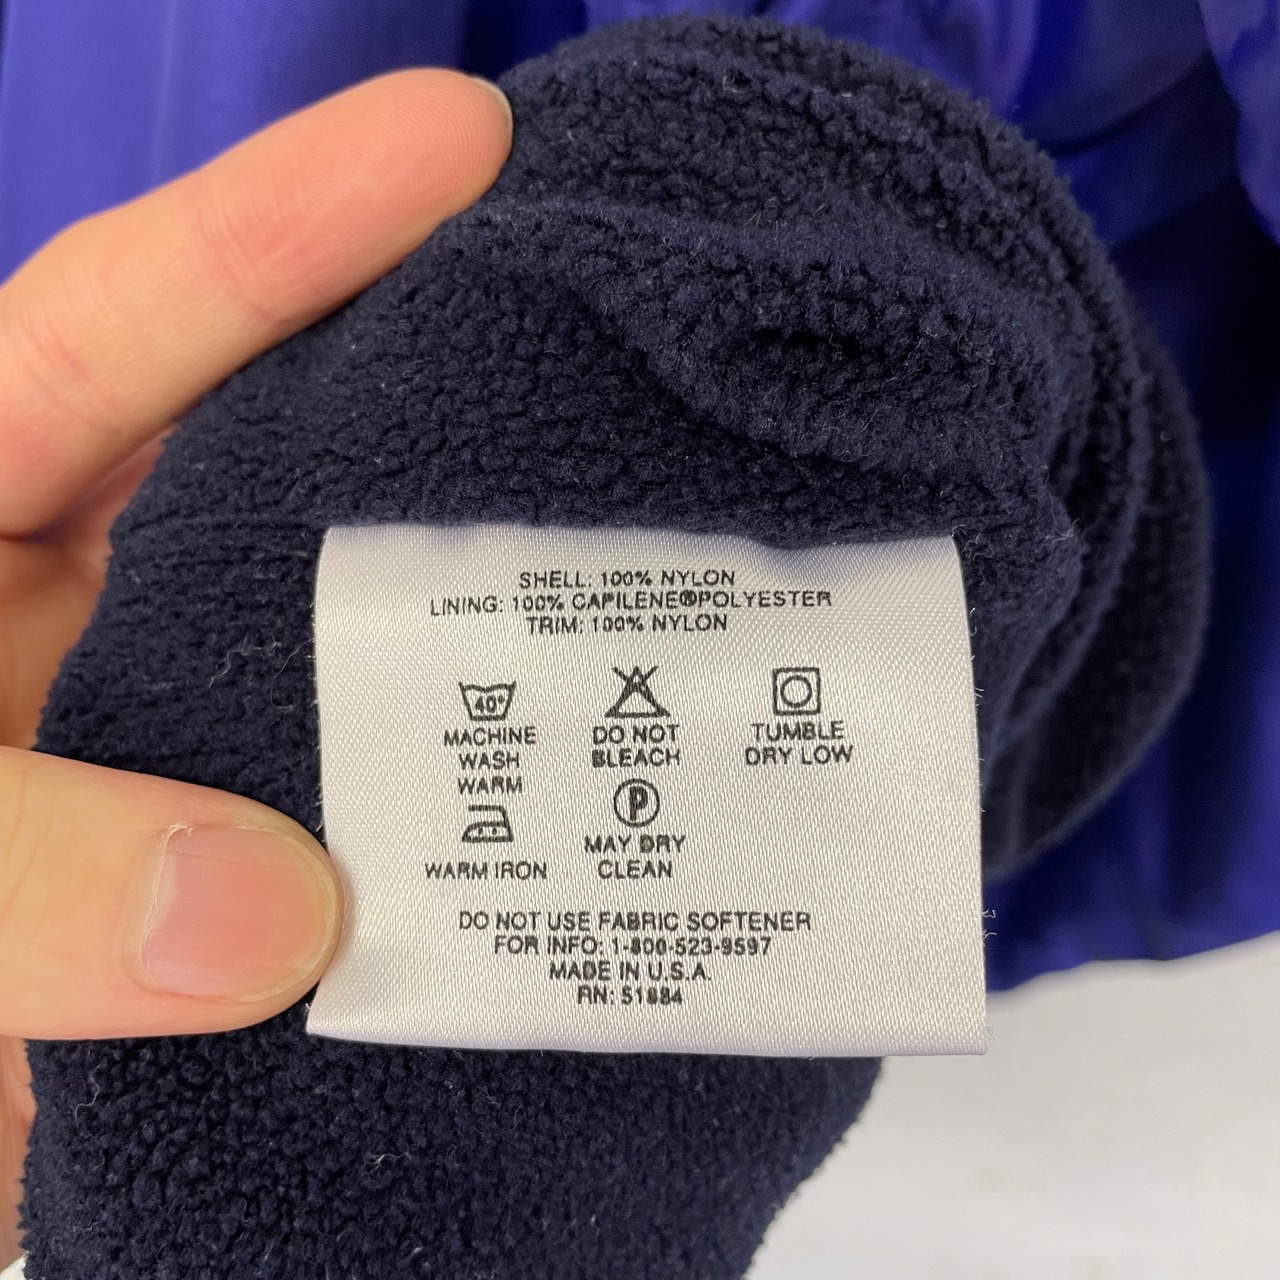 SHELL: 100% NYLON
LINING: 100% CAPILENE®POLYESTER
TRIM: 100% NYLON
40°
MACHINE WASH WARM
DO NOT BLEACH
TUMBLE DRY LOW
WARM IRON
P
MAY DRY CLEAN
DO NOT USE FABRIC SOFTENER
FOR INFO: 1-800-523-9597
MADE IN U.S.A.
RN: 51884